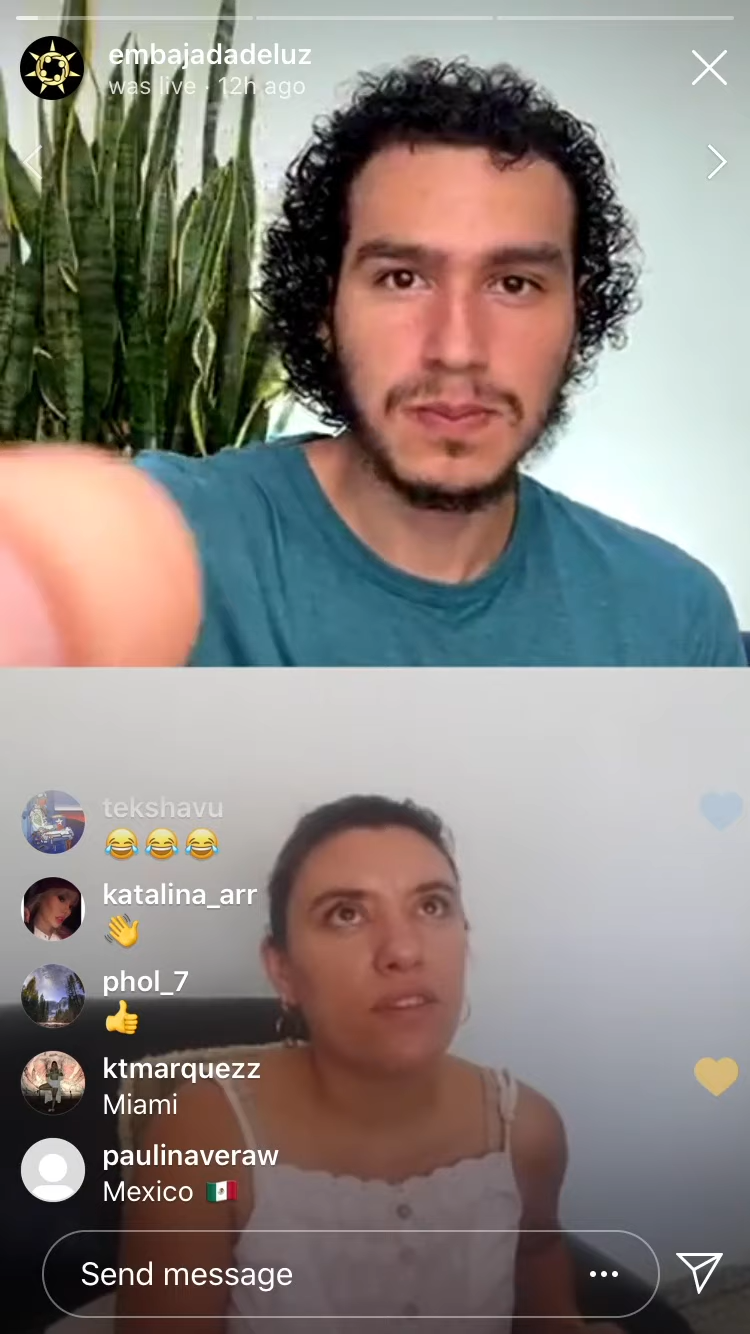 embajadadeluz
was live · 12h ago
tekshavu
😂😂😂
katalina_arr
👋
phol_7
👍
ktmarquezz
Miami
paulinaveraw
Mexico 🇲🇽
Send message